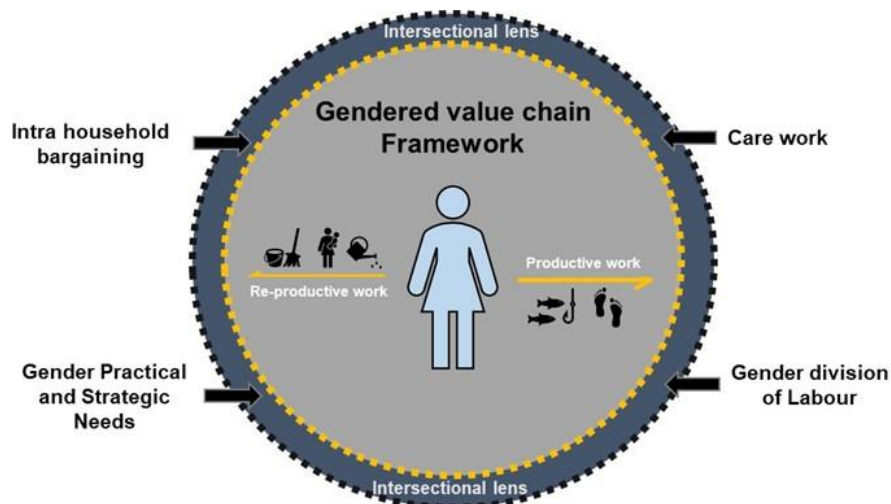 Intersectional lens
Gendered value chain
Framework
Intra household
bargaining
Care work
Productive work
Re-productive work
Gender Practical
and Strategic
Needs
Gender division
of Labour
Intersectional lens